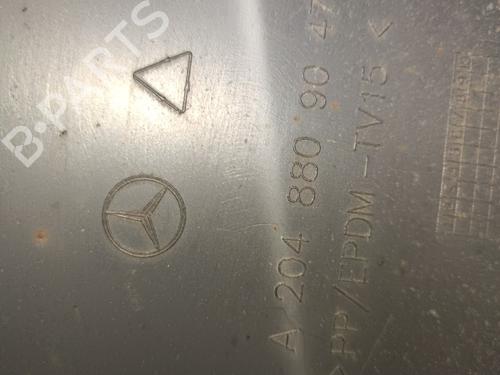 B-PARTS
A 204 880 90 47
>PP/EPDM-TV15<